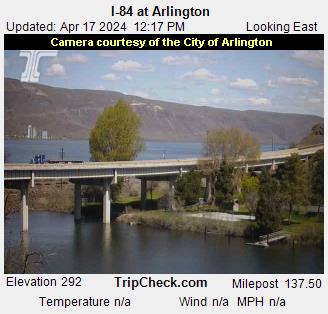 I-84 at Arlington
Updated: Apr 17 2024 12:17 PM Looking East
Camera courtesy of the City of Arlington
Elevation 292 TripCheck.com Milepost 137.50
Temperature n/a Wind n/a MPH n/a